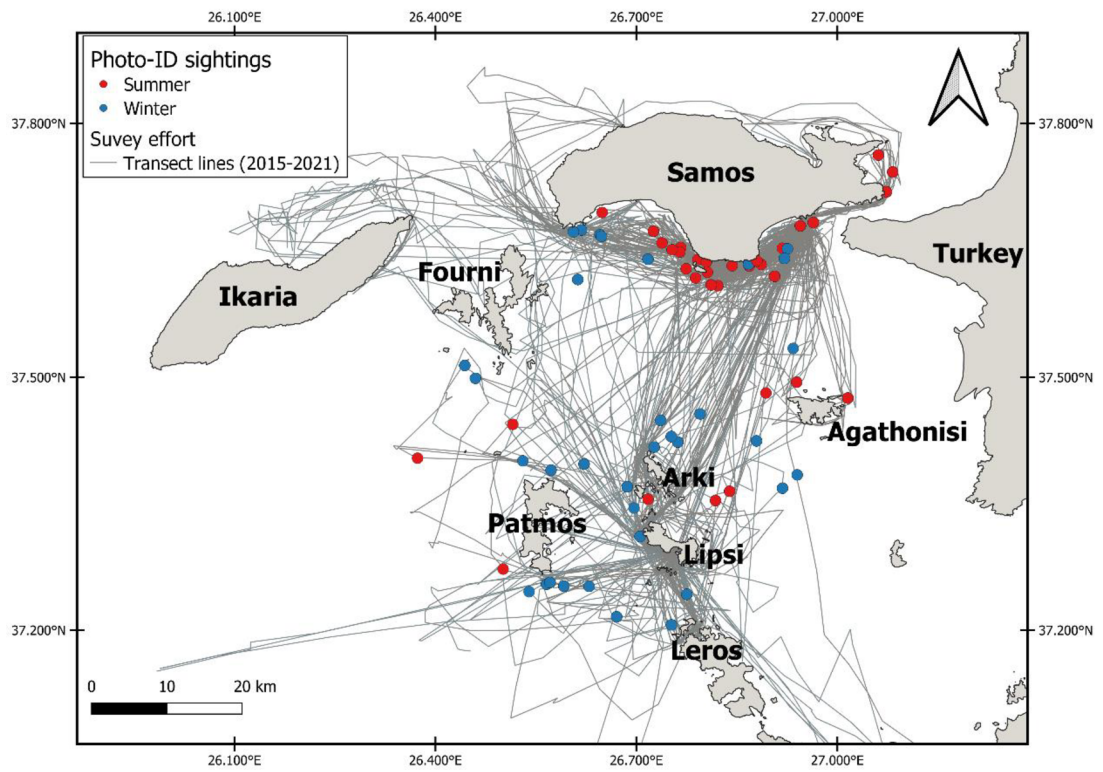 26.100°E 26.400°E 26.700°E 27.000°E
Photo-ID sightings
Summer
Winter
Suvey effort
Transect lines (2015-2021)
37.800°N 37.800°N
Samos
Turkey
Fourni
Ikaria
37.500°N 37.500°N
Agathonisi
Arki
Patmos
Lipsi
37.200°N 37.200°N
Leros
0 10 20 km
26.100°E 26.400°E 26.700°E 27.000°E